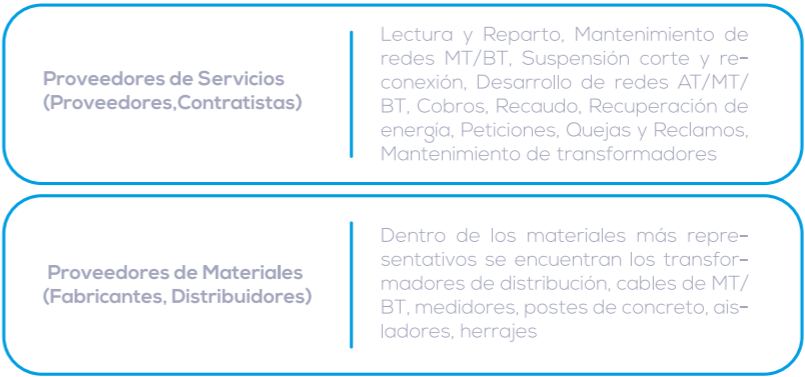 Proveedores de Servicios
(Proveedores,Contratistas)
Lectura y Reparto, Mantenimiento de
redes MT/BT, Suspensión corte y re-
conexión, Desarrollo de redes AT/MT/
BT, Cobros, Recaudo, Recuperación de
energía, Peticiones, Quejas y Reclamos,
Mantenimiento de transformadores
Proveedores de Materiales
(Fabricantes, Distribuidores)
Dentro de los materiales más repre-
sentativos se encuentran los transfor-
madores de distribución, cables de MT/
BT, medidores, postes de concreto, ais-
ladores, herrajes